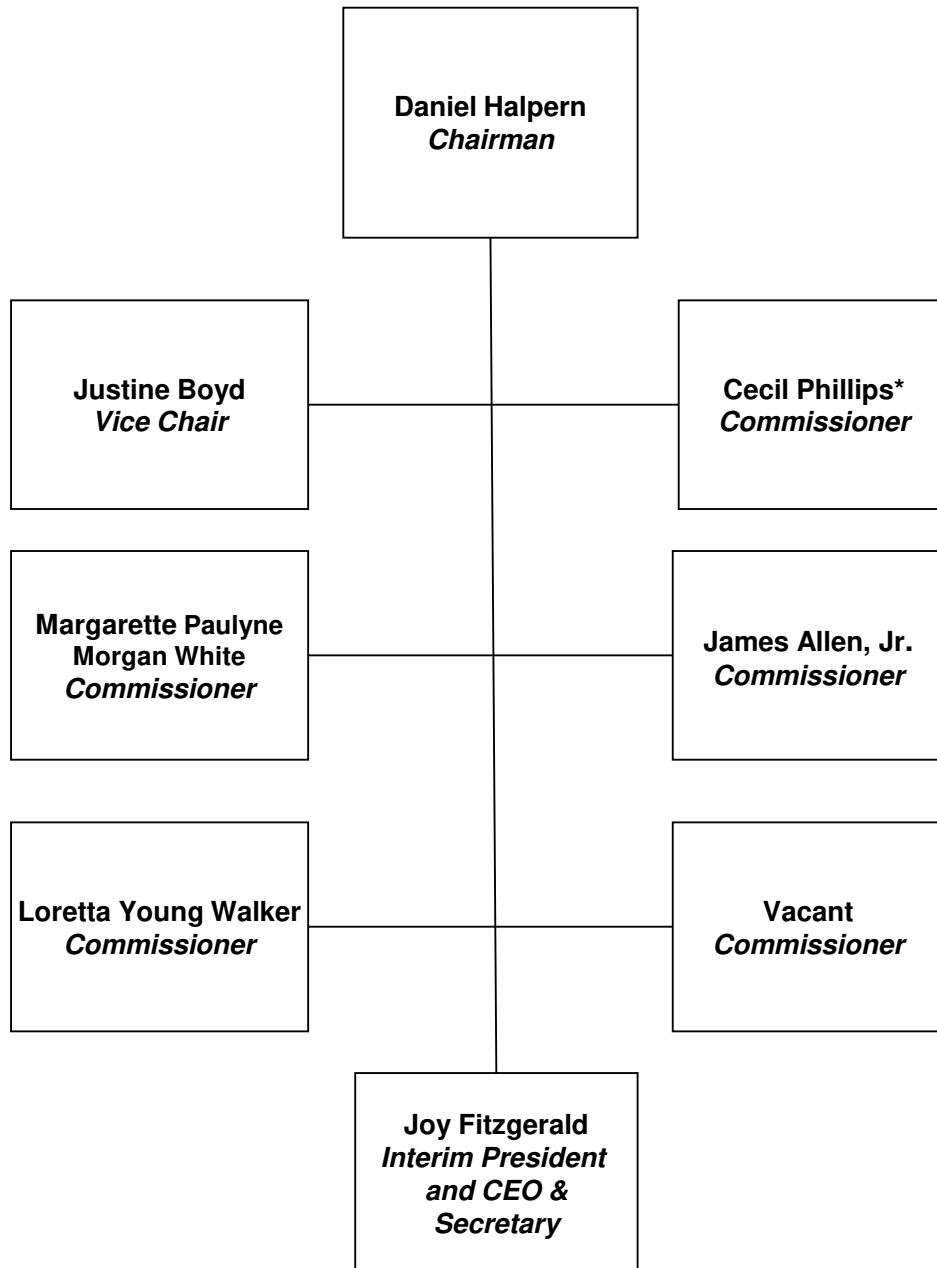 Daniel Halpern
Chairman
Justine Boyd
Vice Chair
Cecil Phillips*
Commissioner
Margarette Paulyne
Morgan White
Commissioner
James Allen, Jr.
Commissioner
Loretta Young Walker
Commissioner
Vacant
Commissioner
Joy Fitzgerald
Interim President
and CEO &
Secretary